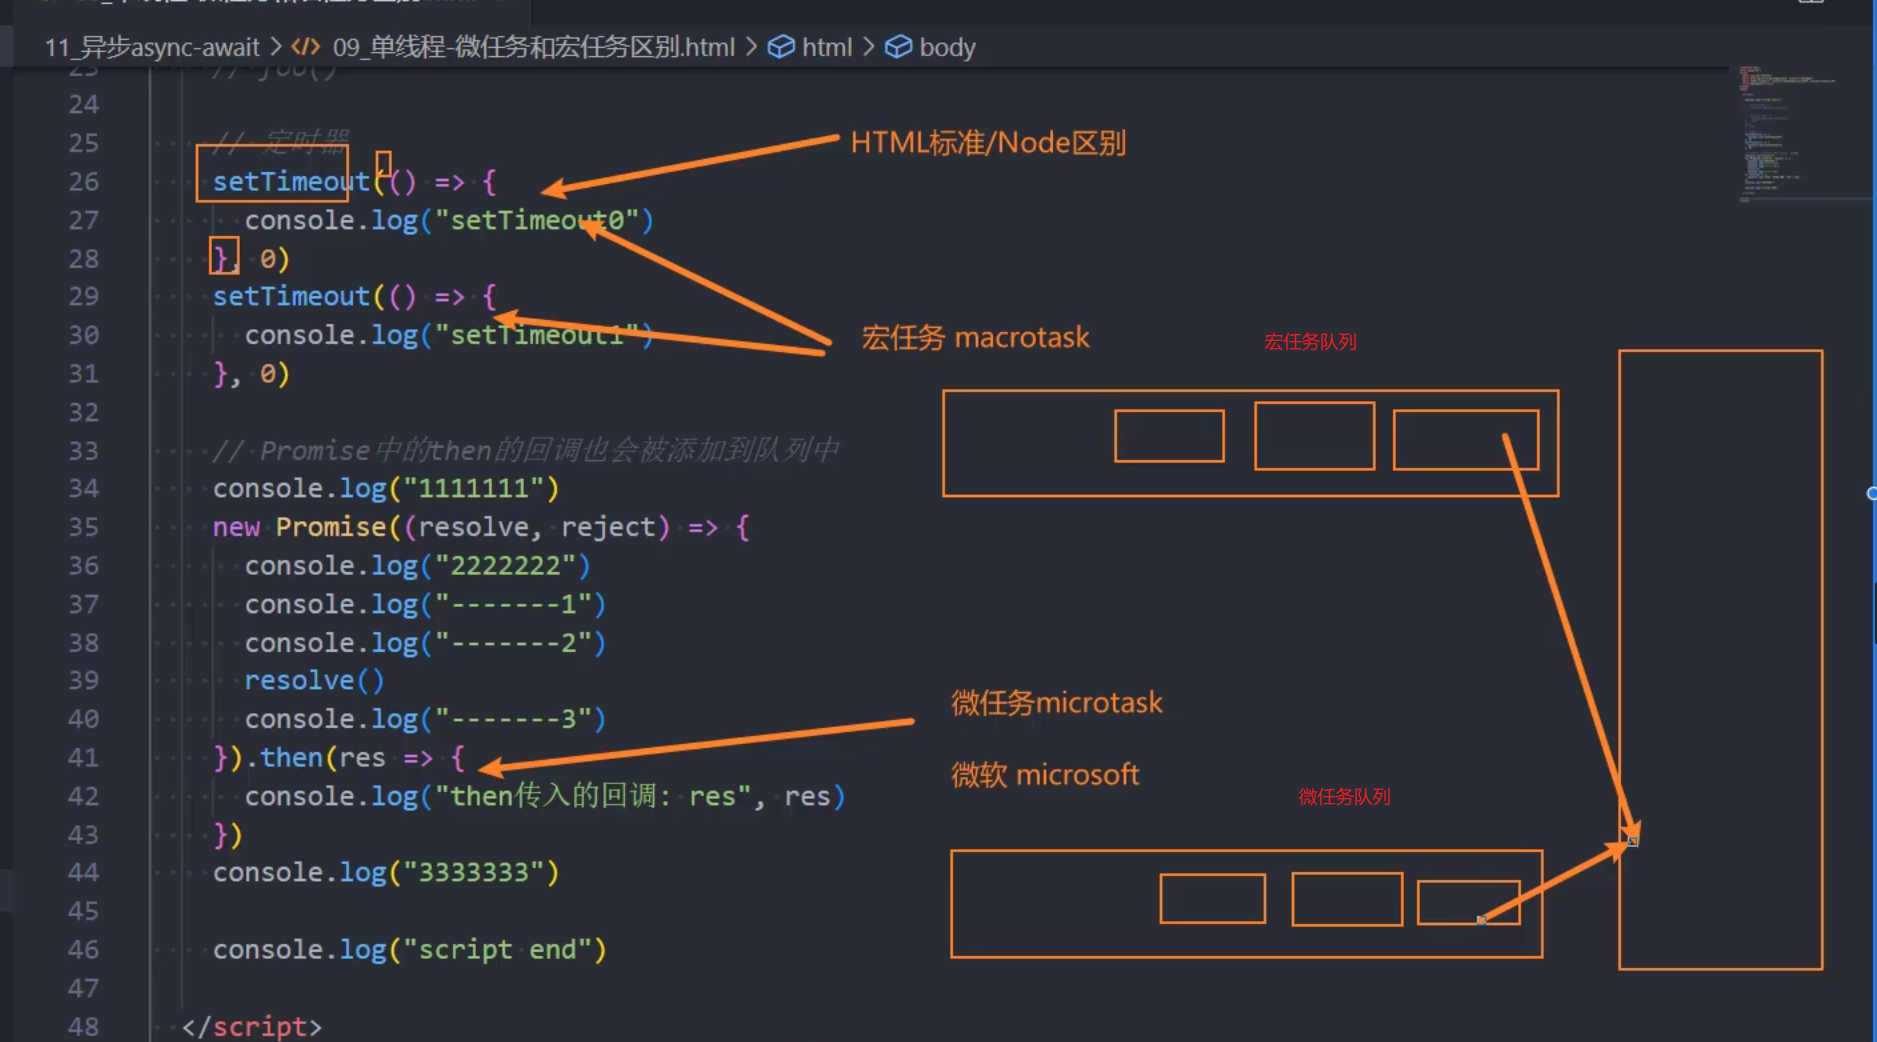 11_异步async-await > </> 09_单线程-微任务和宏任务区别.html > html > body
23 // job()
24
25 // 定时器
HTML标准/Node区别
26 setTimeout(() => {
27 console.log("setTimeout0")
28 }, 0)
29 setTimeout(() => {
30 console.log("setTimeout1")
宏任务 macrotask
宏任务队列
31 }, 0)
32
33 // Promise中的then的回调也会被添加到队列中
34 console.log("1111111")
35 new Promise((resolve, reject) => {
36 console.log("2222222")
37 console.log("-------1")
38 console.log("-------2")
39 resolve()
微任务microtask
40 console.log("-------3")
41 }).then(res => {
微软 microsoft
42 console.log("then传入的回调: res", res)
微任务队列
43 })
44 console.log("3333333")
45
46 console.log("script end")
47
48 </script>